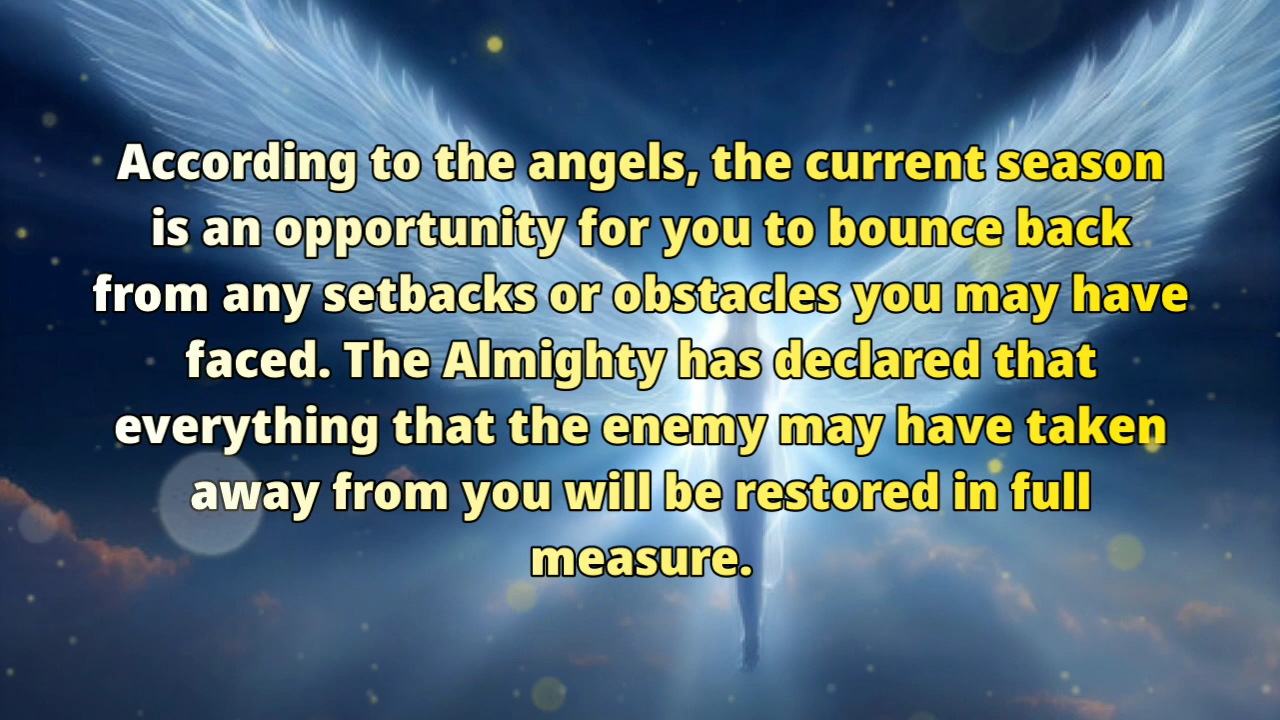 According to the angels, the current season
is an opportunity for you to bounce back
from any setbacks or obstacles you may have
faced. The Almighty has declared that
everything that the enemy may have taken
away from you will be restored in full
measure.